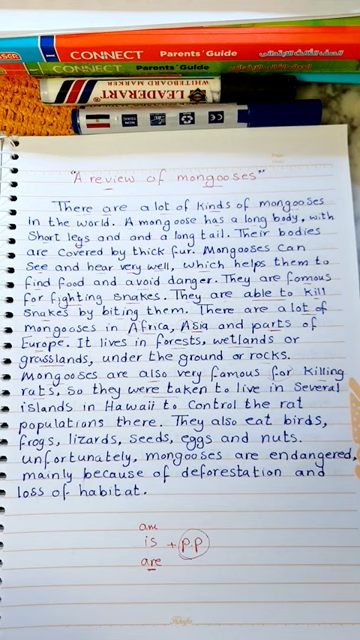 CONNECT Parents' Guide
CONNECT Parents' Guide
LEADERART
WHITEBOARD MARKER
"A review of mongooses"
There are a lot of kinds of mongooses
in the world. A mongoose has a long body, with
Short legs and and a long tail. Their bodies
are covered by thick fur. Mongooses can
See and hear very well, which helps them to
find food and avoid danger. They are famous
for fighting snakes. They are able to kill
snakes by biting them. There are a lot of
mongooses in Africa, Asia and parts of
Europe. It lives in forests, wetlands or
grasslands, under the ground or rocks.
Mongooses are also very famous for killing
rats, So they were taken to live in Several
islands in Hawaii to Control the rat
populations there. They also eat birds,
frogs, lizards, seeds, eggs and nuts.
unfortunately, mongooses are endangered,
mainly because of deforestation and
loss of habitat.
am
is + p.p
are